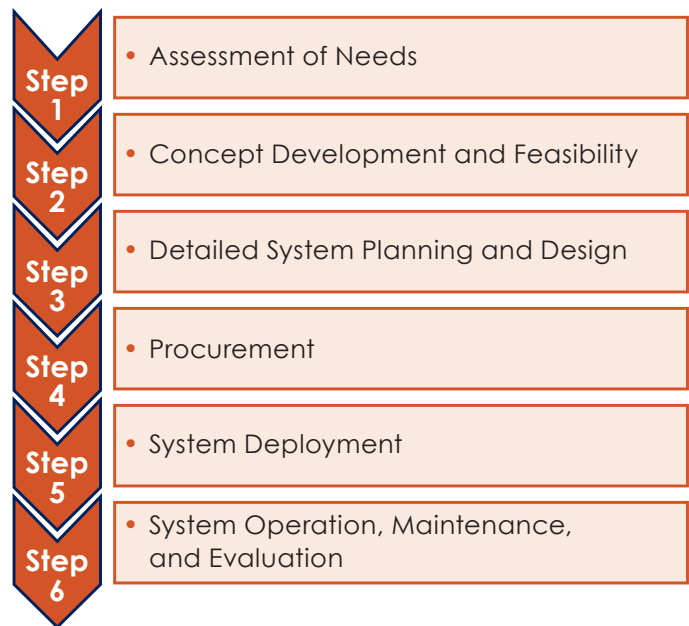 Step
1
• Assessment of Needs
Step
2
• Concept Development and Feasibility
Step
3
• Detailed System Planning and Design
Step
4
• Procurement
Step
5
• System Deployment
Step
6
• System Operation, Maintenance,
and Evaluation